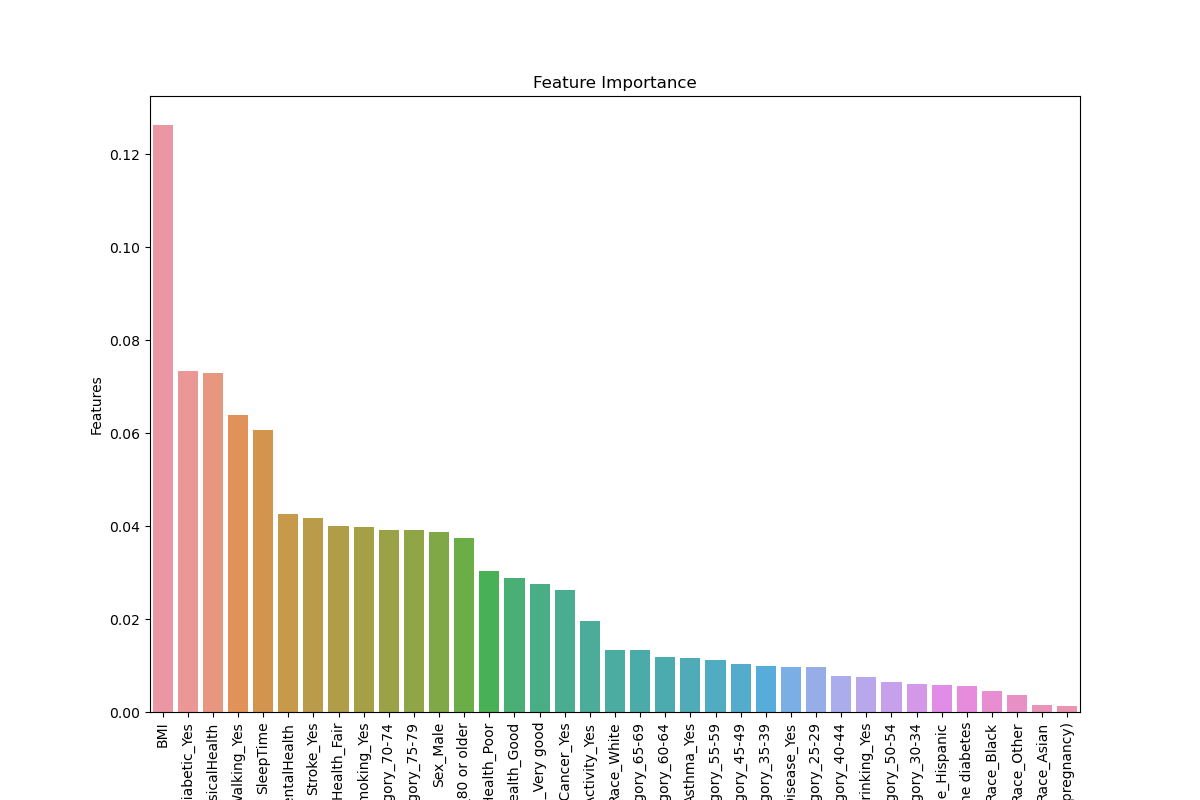 Feature Importance
0.12
0.10
0.08
0.06
0.04
0.02
0.00
Features
BMI
iabetic_Yes
sicalHealth
Walking_Yes
SleepTime
entalHealth
Stroke_Yes
Health_Fair
moking_Yes
gory_70-74
gory_75-79
Sex_Male
80 or older
Health_Poor
ealth_Good
_Very good
Cancer_Yes
Activity_Yes
Race_White
gory_65-69
gory_60-64
Asthma_Yes
gory_55-59
gory_45-49
gory_35-39
Disease_Yes
gory_25-29
gory_40-44
rinking_Yes
gory_50-54
gory_30-34
e_Hispanic
ne diabetes
Race_Black
Race_Other
Race_Asian
pregnancy)